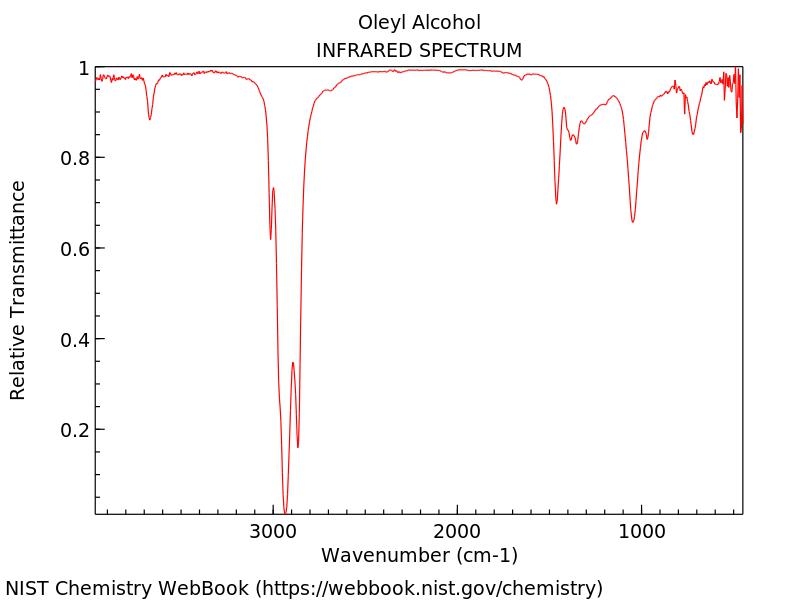 Oleyl Alcohol
INFRARED SPECTRUM
1
0.8
0.6
0.4
0.2
Relative Transmittance
3000 2000 1000
Wavenumber (cm-1)
NIST Chemistry WebBook (https://webbook.nist.gov/chemistry)